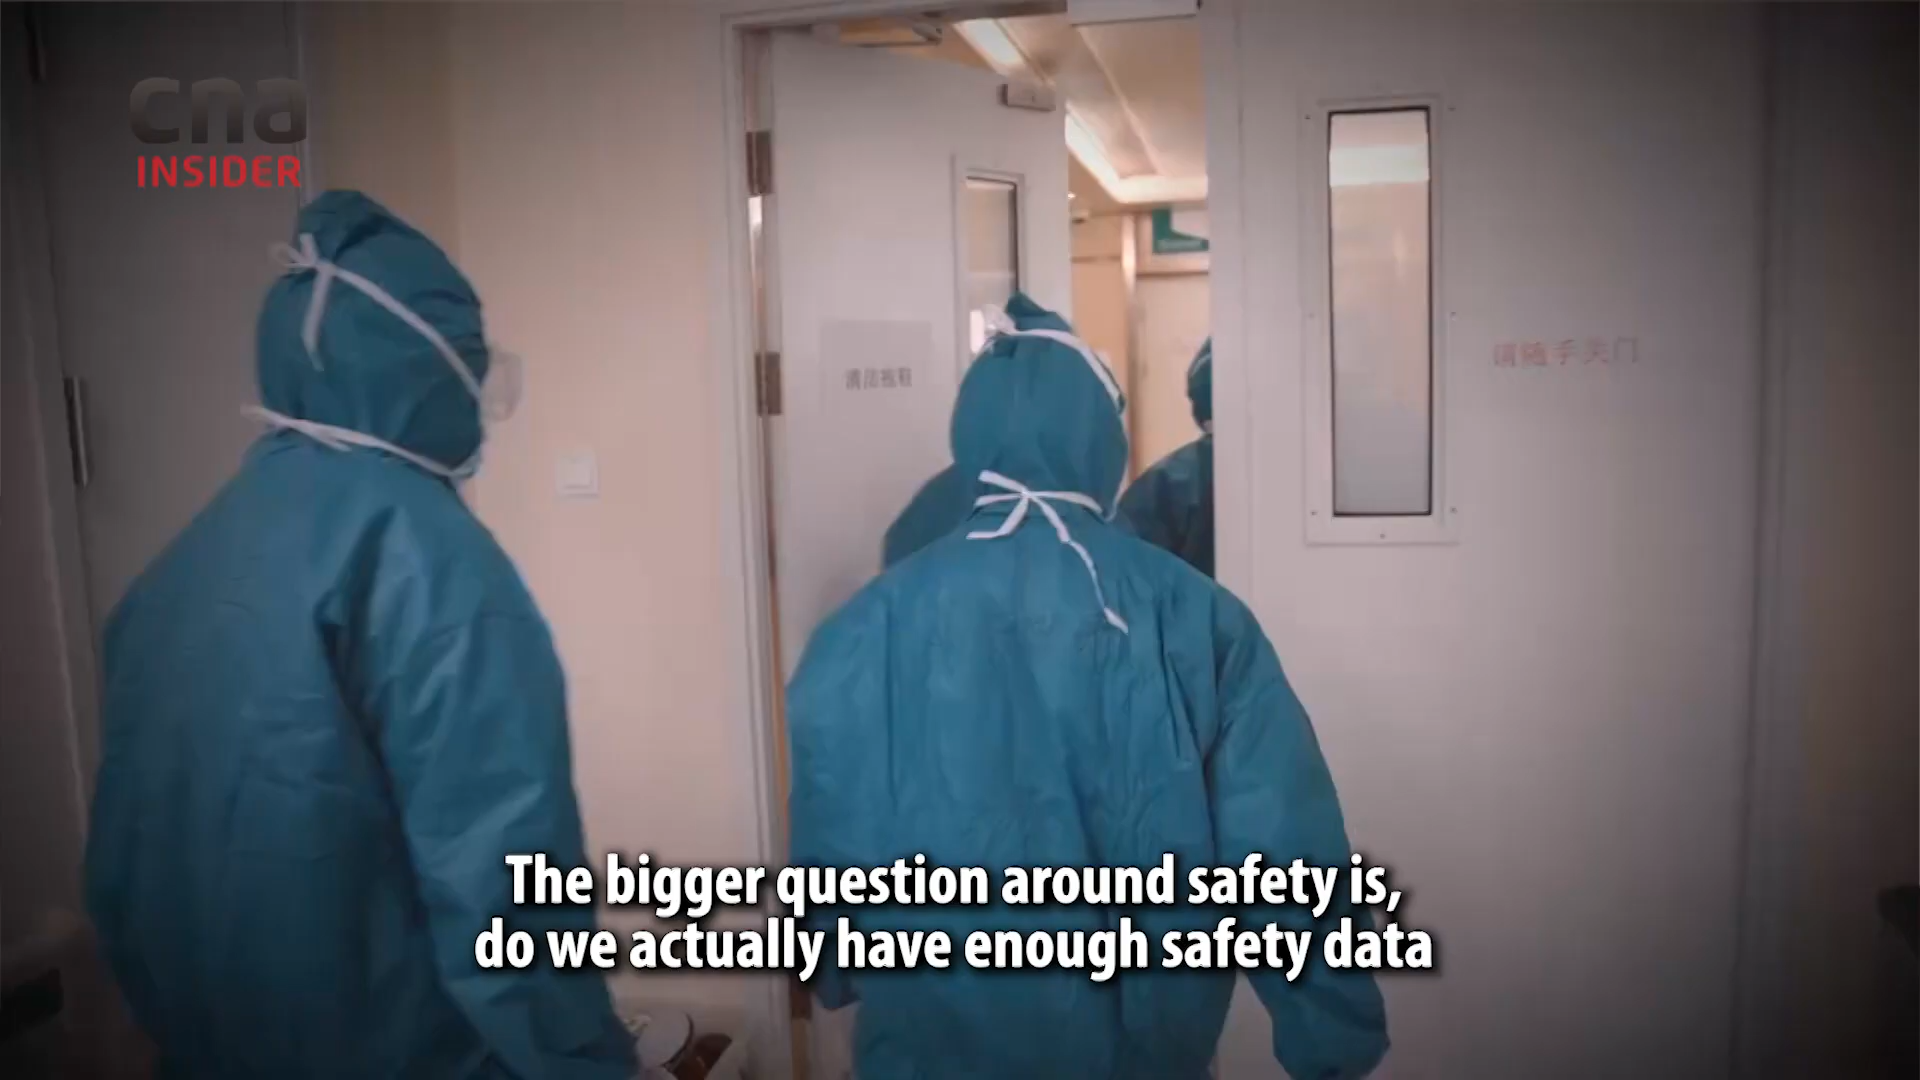 cna
INSIDER
请随手关门
The bigger question around safety is,
do we actually have enough safety data